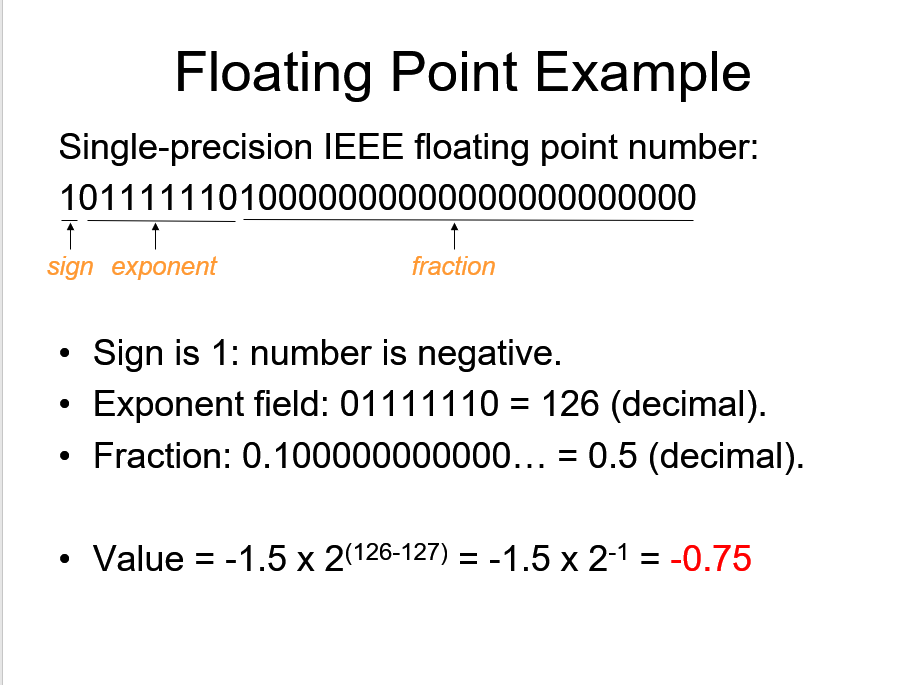 Floating Point Example
Single-precision IEEE floating point number:
10111111010000000000000000000000
sign exponent fraction
• Sign is 1: number is negative.
• Exponent field: 01111110 = 126 (decimal).
• Fraction: 0.100000000000… = 0.5 (decimal).
• Value = -1.5 x 2(126-127) = -1.5 x 2-1 = -0.75